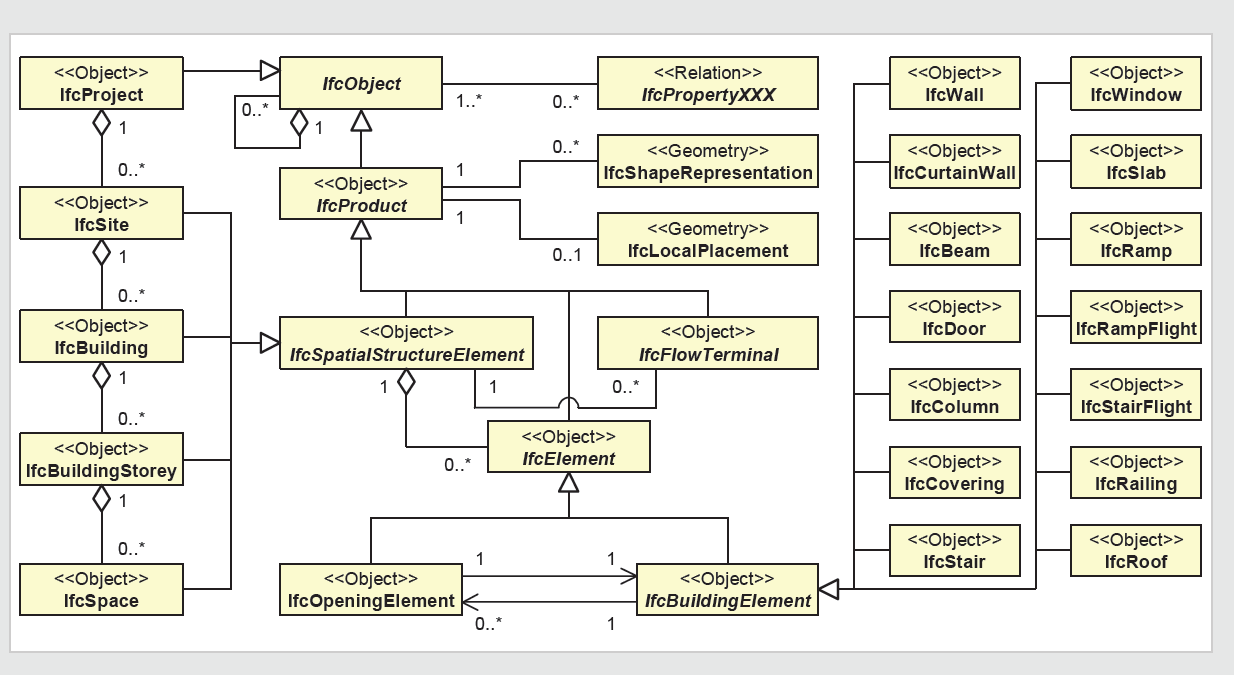 <<Object>>
IfcProject
1
0..*
<<Object>>
IfcSite
1
0..*
<<Object>>
IfcBuilding
1
0..*
<<Object>>
IfcBuildingStorey
1
0..*
<<Object>>
IfcSpace
IfcObject
0..*
1
1..*
0..*
<<Relation>>
IfcPropertyXXX
<<Object>>
IfcProduct
1
0..*
<<Geometry>>
IfcShapeRepresentation
1
0..1
<<Geometry>>
IfcLocalPlacement
<<Object>>
IfcSpatialStructureElement
<<Object>>
IfcFlowTerminal
1
1
0..*
0..*
<<Object>>
IfcElement
<<Object>>
IfcOpeningElement
1
1
0..*
1
<<Object>>
IfcBuildingElement
<<Object>>
IfcWall
<<Object>>
IfcCurtainWall
<<Object>>
IfcBeam
<<Object>>
IfcDoor
<<Object>>
IfcColumn
<<Object>>
IfcCovering
<<Object>>
IfcStair
<<Object>>
IfcWindow
<<Object>>
IfcSlab
<<Object>>
IfcRamp
<<Object>>
IfcRampFlight
<<Object>>
IfcStairFlight
<<Object>>
IfcRailing
<<Object>>
IfcRoof